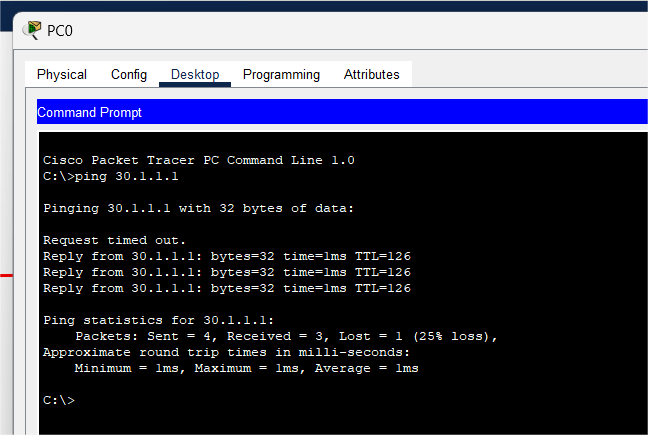 PC0
Physical Config Desktop Programming Attributes
Command Prompt
Cisco Packet Tracer PC Command Line 1.0
C:\>ping 30.1.1.1
Pinging 30.1.1.1 with 32 bytes of data:
Request timed out.
Reply from 30.1.1.1: bytes=32 time=1ms TTL=126
Reply from 30.1.1.1: bytes=32 time=1ms TTL=126
Reply from 30.1.1.1: bytes=32 time=1ms TTL=126
Ping statistics for 30.1.1.1:
Packets: Sent = 4, Received = 3, Lost = 1 (25% loss),
Approximate round trip times in milli-seconds:
Minimum = 1ms, Maximum = 1ms, Average = 1ms
C:\>